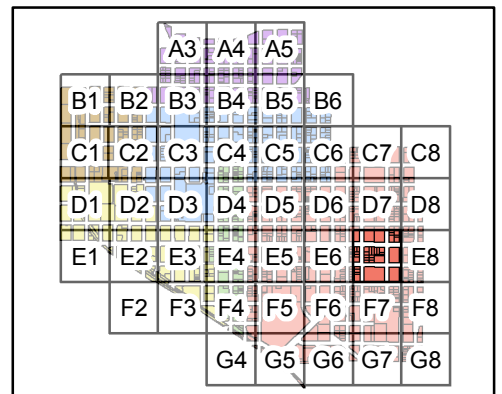 A3 A4 A5
B1 B2 B3 B4 B5 B6
C1 C2 C3 C4 C5 C6 C7 C8
D1 D2 D3 D4 D5 D6 D7 D8
E1 E2 E3 E4 E5 E6 E8
F2 F3 F4 F5 F6 F7 F8
G4 G5 G6 G7 G8